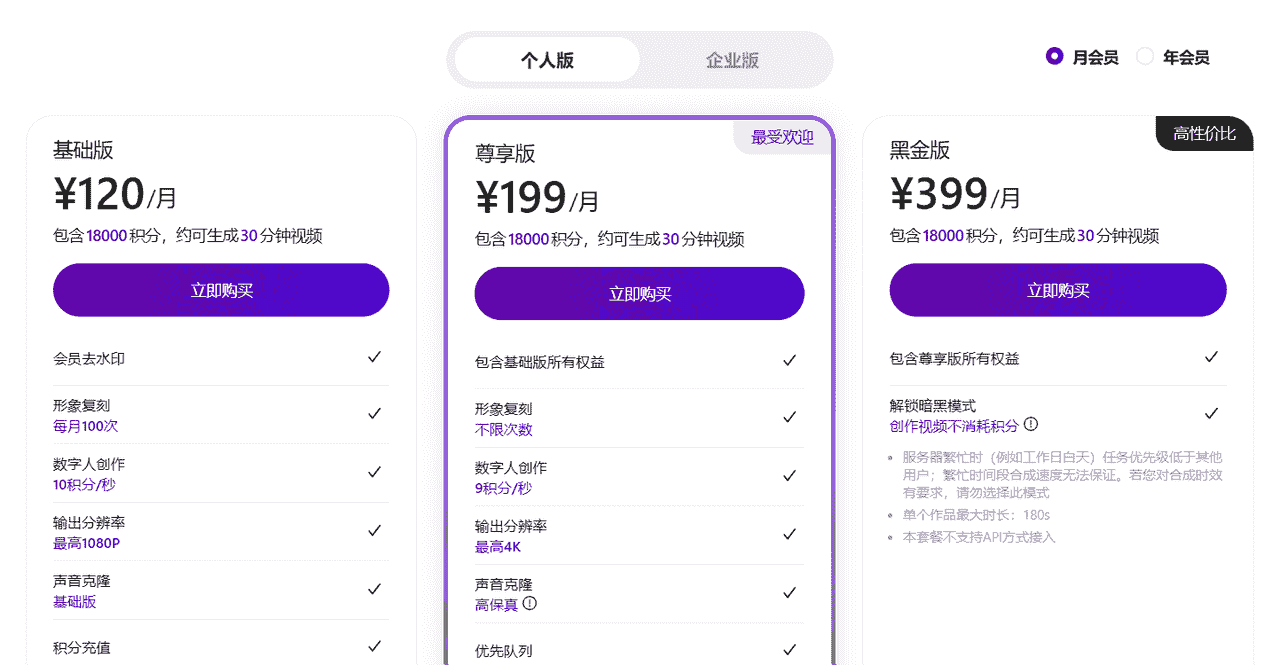 个人版
企业版
月会员
年会员
基础版
¥120/月
包含18000积分，约可生成30分钟视频
立即购买
会员去水印
形象复刻
每月100次
数字人创作
10积分/秒
输出分辨率
最高1080P
声音克隆
基础版
积分充值
最受欢迎
尊享版
¥199/月
包含18000积分，约可生成30分钟视频
立即购买
包含基础版所有权益
形象复刻
不限次数
数字人创作
9积分/秒
输出分辨率
最高4K
声音克隆
高保真
优先队列
高性价比
黑金版
¥399/月
包含18000积分，约可生成30分钟视频
立即购买
包含尊享版所有权益
解锁暗黑模式
创作视频不消耗积分
服务器繁忙时（例如工作日白天）任务优先级低于其他
用户；繁忙时间段合成速度无法保证。若您对合成时效
有要求，请勿选择此模式
单个作品最大时长：180s
本套餐不支持API方式接入